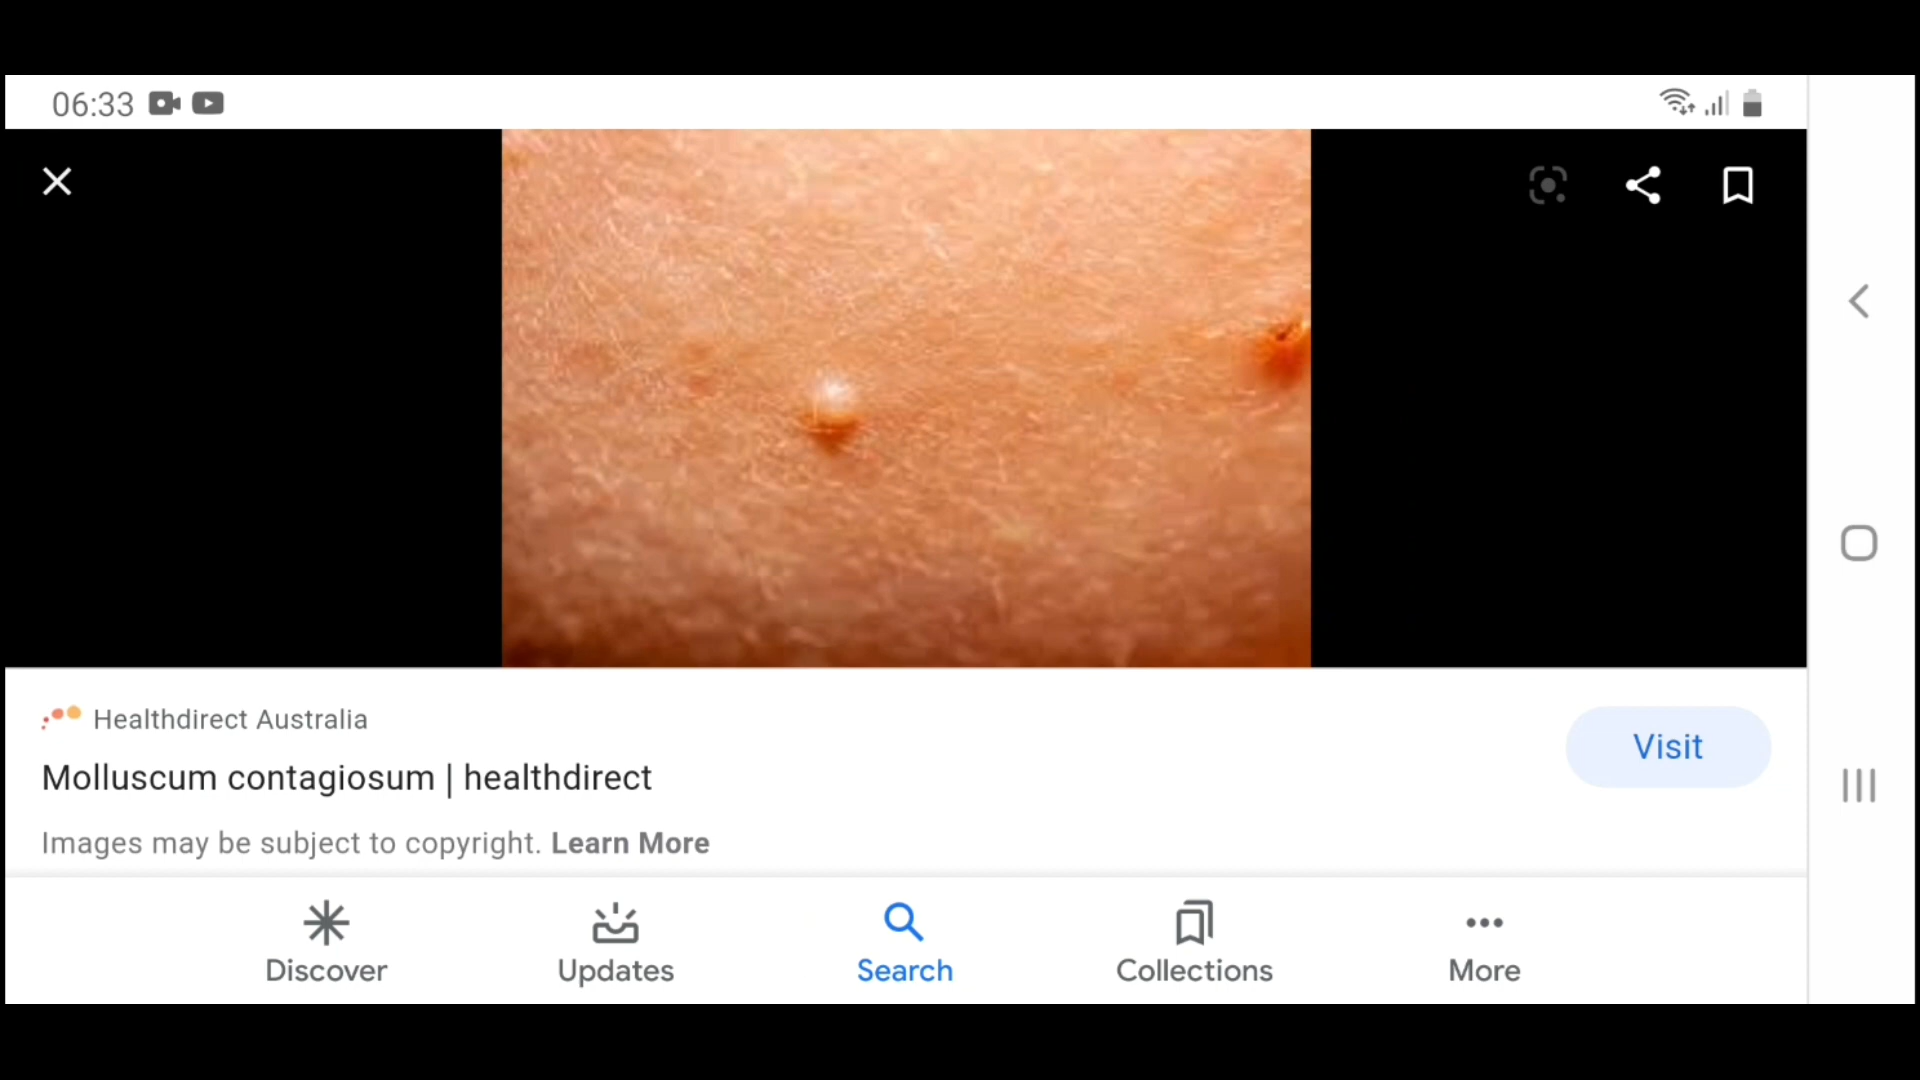 06:33
Healthdirect Australia
Molluscum contagiosum | healthdirect
Visit
Images may be subject to copyright. Learn More
Discover
Updates
Search
Collections
More